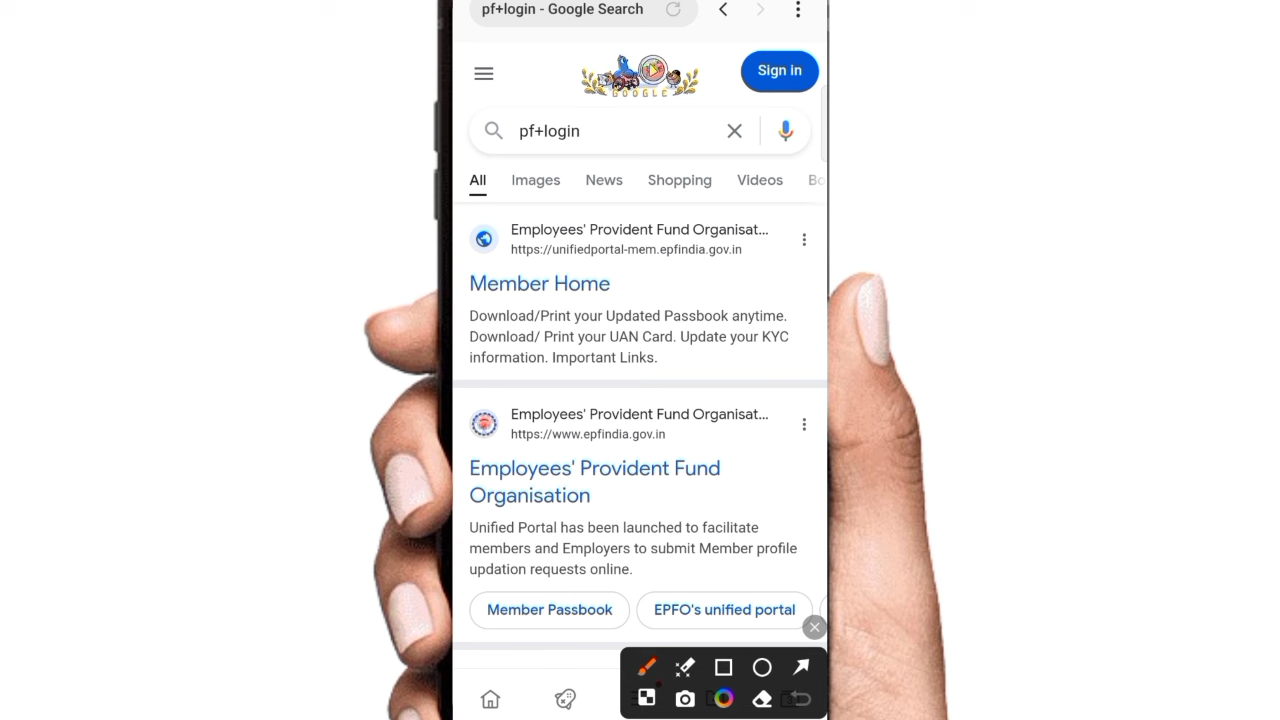 pf+login - Google Search
GOOGLE
Sign in
pf+login
All Images News Shopping Videos Bo
Employees' Provident Fund Organisat...
https://unifiedportal-mem.epfindia.gov.in
Member Home
Download/Print your Updated Passbook anytime.
Download/ Print your UAN Card. Update your KYC
information. Important Links.
Employees' Provident Fund Organisat...
https://www.epfindia.gov.in
Employees' Provident Fund
Organisation
Unified Portal has been launched to facilitate
members and Employers to submit Member profile
updation requests online.
Member Passbook EPFO's unified portal